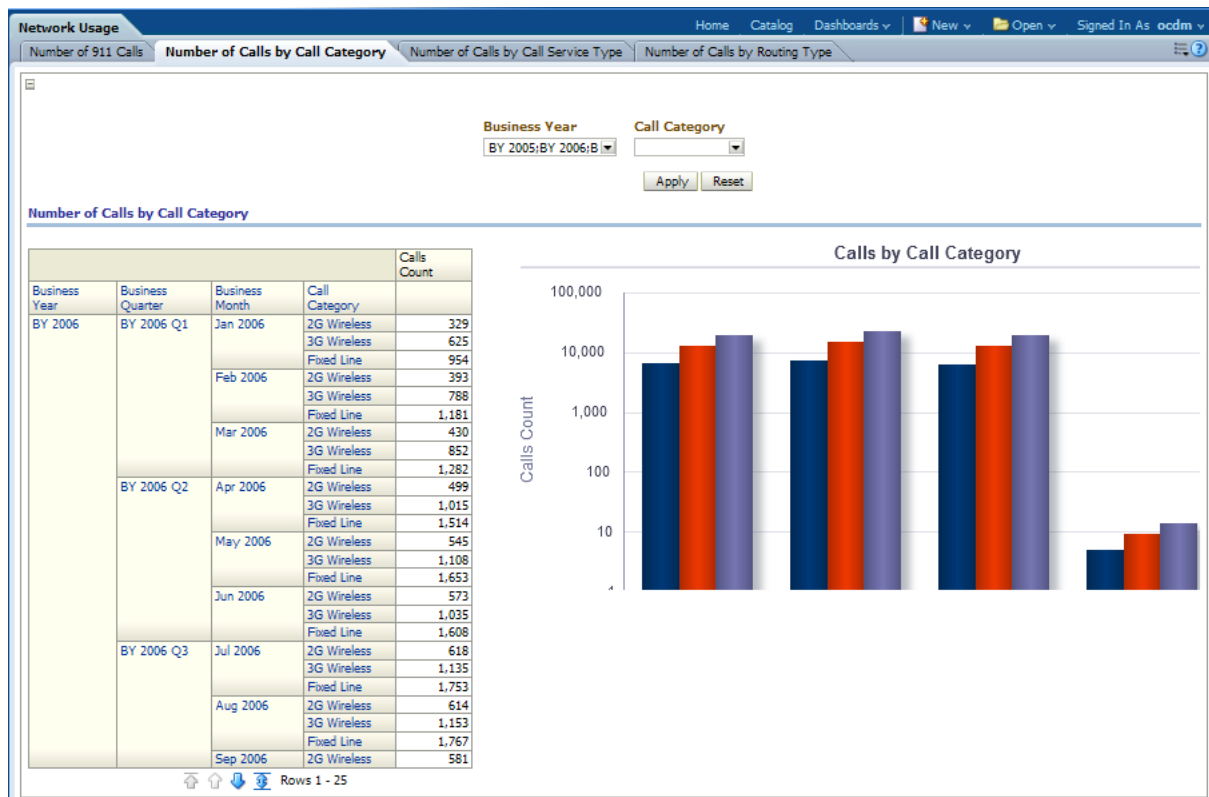 Network Usage
Home Catalog Dashboards New Open Signed In As ocdm
Number of 911 Calls Number of Calls by Call Category Number of Calls by Call Service Type Number of Calls by Routing Type
Business Year Call Category
BY 2005;BY 2006;B
Apply Reset
Number of Calls by Call Category
Calls Count
Business Year Business Quarter Business Month Call Category
BY 2006 BY 2006 Q1 Jan 2006 2G Wireless 329
3G Wireless 625
Fixed Line 954
Feb 2006 2G Wireless 393
3G Wireless 788
Fixed Line 1,181
Mar 2006 2G Wireless 430
3G Wireless 852
Fixed Line 1,282
BY 2006 Q2 Apr 2006 2G Wireless 499
3G Wireless 1,015
Fixed Line 1,514
May 2006 2G Wireless 545
3G Wireless 1,108
Fixed Line 1,653
Jun 2006 2G Wireless 573
3G Wireless 1,035
Fixed Line 1,608
BY 2006 Q3 Jul 2006 2G Wireless 618
3G Wireless 1,135
Fixed Line 1,753
Aug 2006 2G Wireless 614
3G Wireless 1,153
Fixed Line 1,767
Sep 2006 2G Wireless 581
Rows 1 - 25
Calls by Call Category
Calls Count
100,000
10,000
1,000
100
10